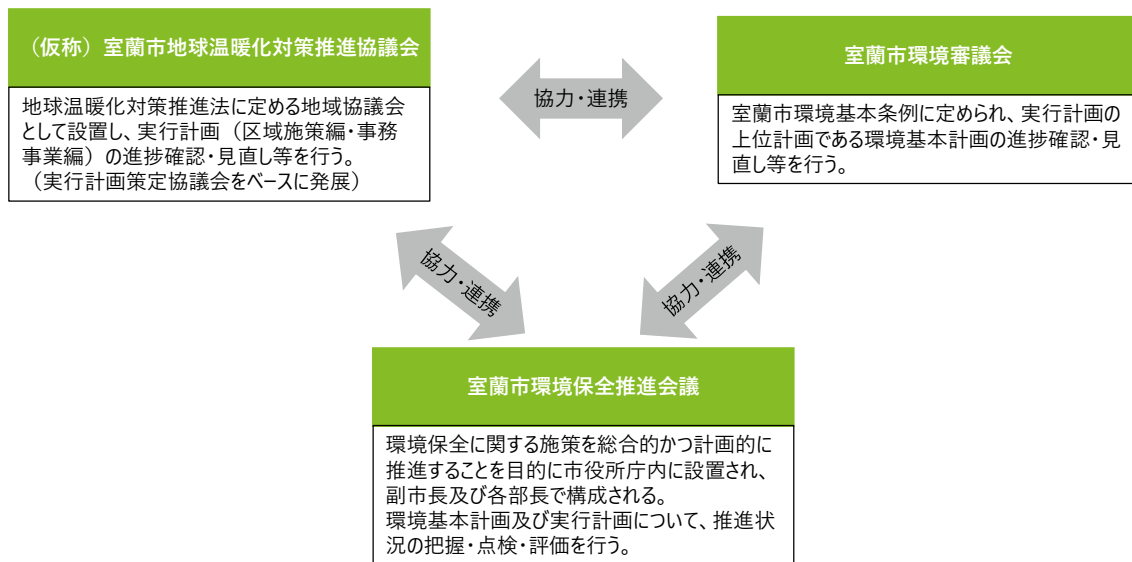 （仮称）室蘭市地球温暖化対策推進協議会
地球温暖化対策推進法に定める地域協議会
として設置し、実行計画（区域施策編・事務
事業編）の進捗確認・見直し等を行う。
（実行計画策定協議会をベースに発展）
協力・連携
室蘭市環境審議会
室蘭市環境基本条例に定められ、実行計画の
上位計画である環境基本計画の進捗確認・見
直し等を行う。
協力・連携
協力・連携
室蘭市環境保全推進会議
環境保全に関する施策を総合的かつ計画的に
推進することを目的に市役所庁内に設置され、
副市長及び各部長で構成される。
環境基本計画及び実行計画について、推進状
況の把握・点検・評価を行う。